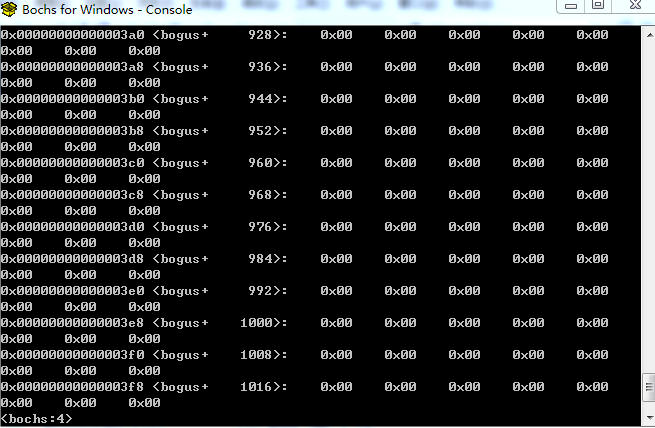 Bochs for Windows - Console
0x00000000000003a0 <bogus+     928>:    0x00    0x00    0x00    0x00    0x00
0x00    0x00    0x00
0x00000000000003a8 <bogus+     936>:    0x00    0x00    0x00    0x00    0x00
0x00    0x00    0x00
0x00000000000003b0 <bogus+     944>:    0x00    0x00    0x00    0x00    0x00
0x00    0x00    0x00
0x00000000000003b8 <bogus+     952>:    0x00    0x00    0x00    0x00    0x00
0x00    0x00    0x00
0x00000000000003c0 <bogus+     960>:    0x00    0x00    0x00    0x00    0x00
0x00    0x00    0x00
0x00000000000003c8 <bogus+     968>:    0x00    0x00    0x00    0x00    0x00
0x00    0x00    0x00
0x00000000000003d0 <bogus+     976>:    0x00    0x00    0x00    0x00    0x00
0x00    0x00    0x00
0x00000000000003d8 <bogus+     984>:    0x00    0x00    0x00    0x00    0x00
0x00    0x00    0x00
0x00000000000003e0 <bogus+     992>:    0x00    0x00    0x00    0x00    0x00
0x00    0x00    0x00
0x00000000000003e8 <bogus+    1000>:    0x00    0x00    0x00    0x00    0x00
0x00    0x00    0x00
0x00000000000003f0 <bogus+    1008>:    0x00    0x00    0x00    0x00    0x00
0x00    0x00    0x00
0x00000000000003f8 <bogus+    1016>:    0x00    0x00    0x00    0x00    0x00
0x00    0x00    0x00
<bochs:4>